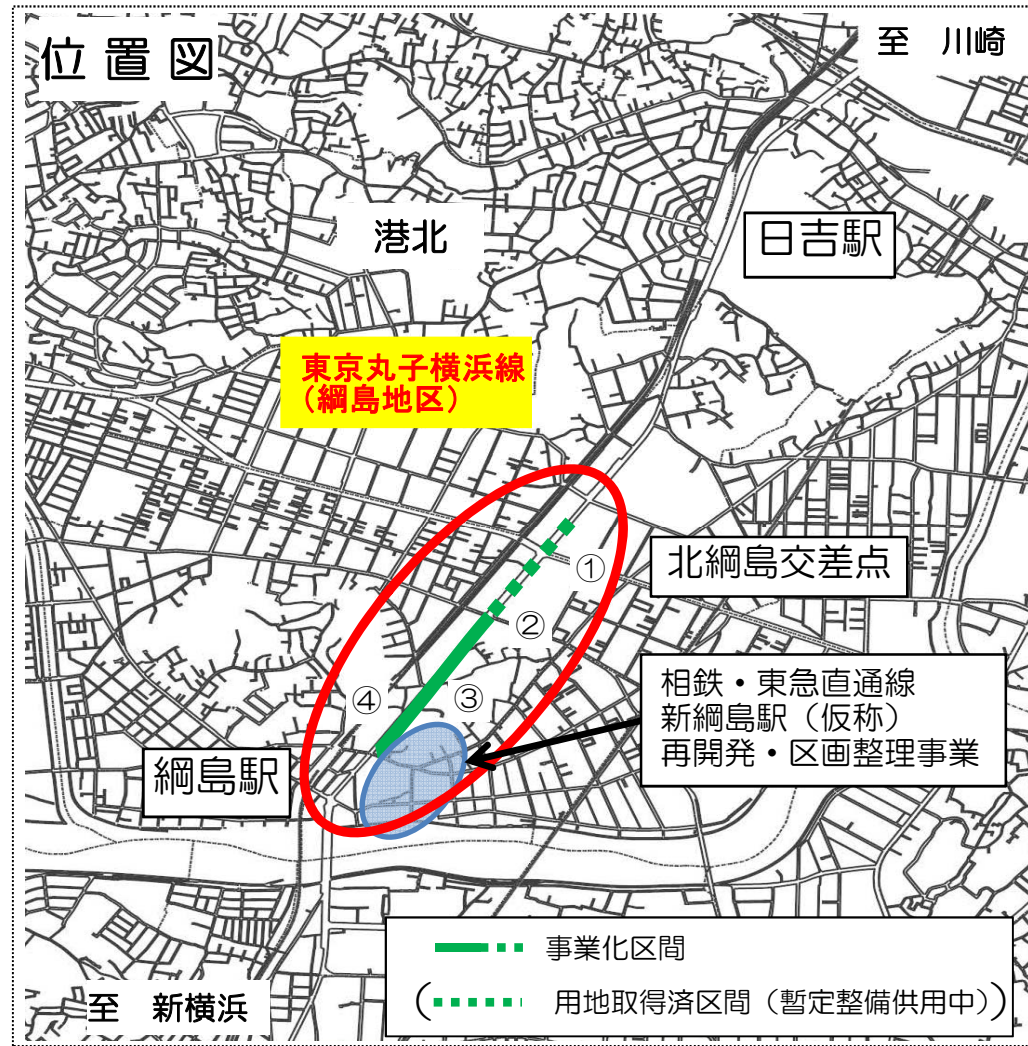 位置図
至 川崎
港北
日吉駅
東京丸子横浜線
（綱島地区）
①
北綱島交差点
②
相鉄・東急直通線
新綱島駅（仮称）
再開発・区画整理事業
③
④
綱島駅
事業化区間
（ 用地取得済区間（暫定整備供用中））
至 新横浜